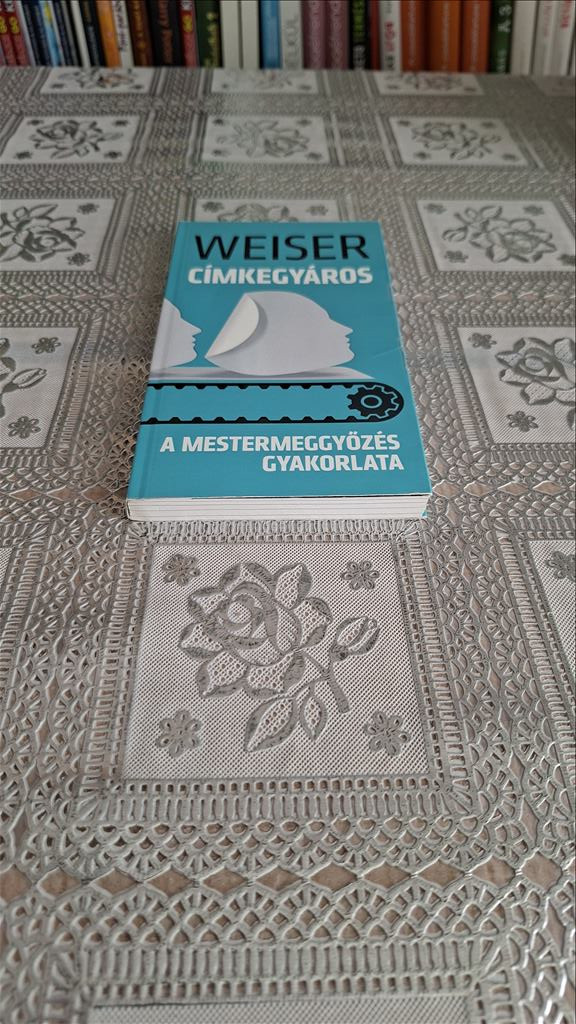 WEISER
CÍMKEGYÁROS
A MESTERMEGGYŐZÉS
GYAKORLATA